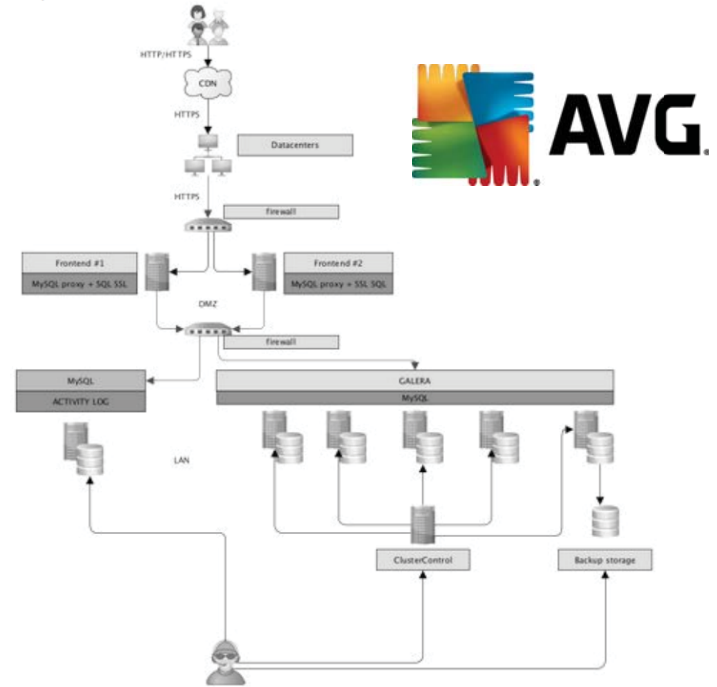 HTTP/HTTPS
CDN
HTTPS
Datacenters
HTTPS
AVG
firewall
Frontend #1
MySQL proxy + SQL SSL
Frontend #2
MySQL proxy + SSL SQL
DMZ
firewall
MySQL
ACTIVITY LOG
GALERA
MySQL
LAN
ClusterControl
Backup storage